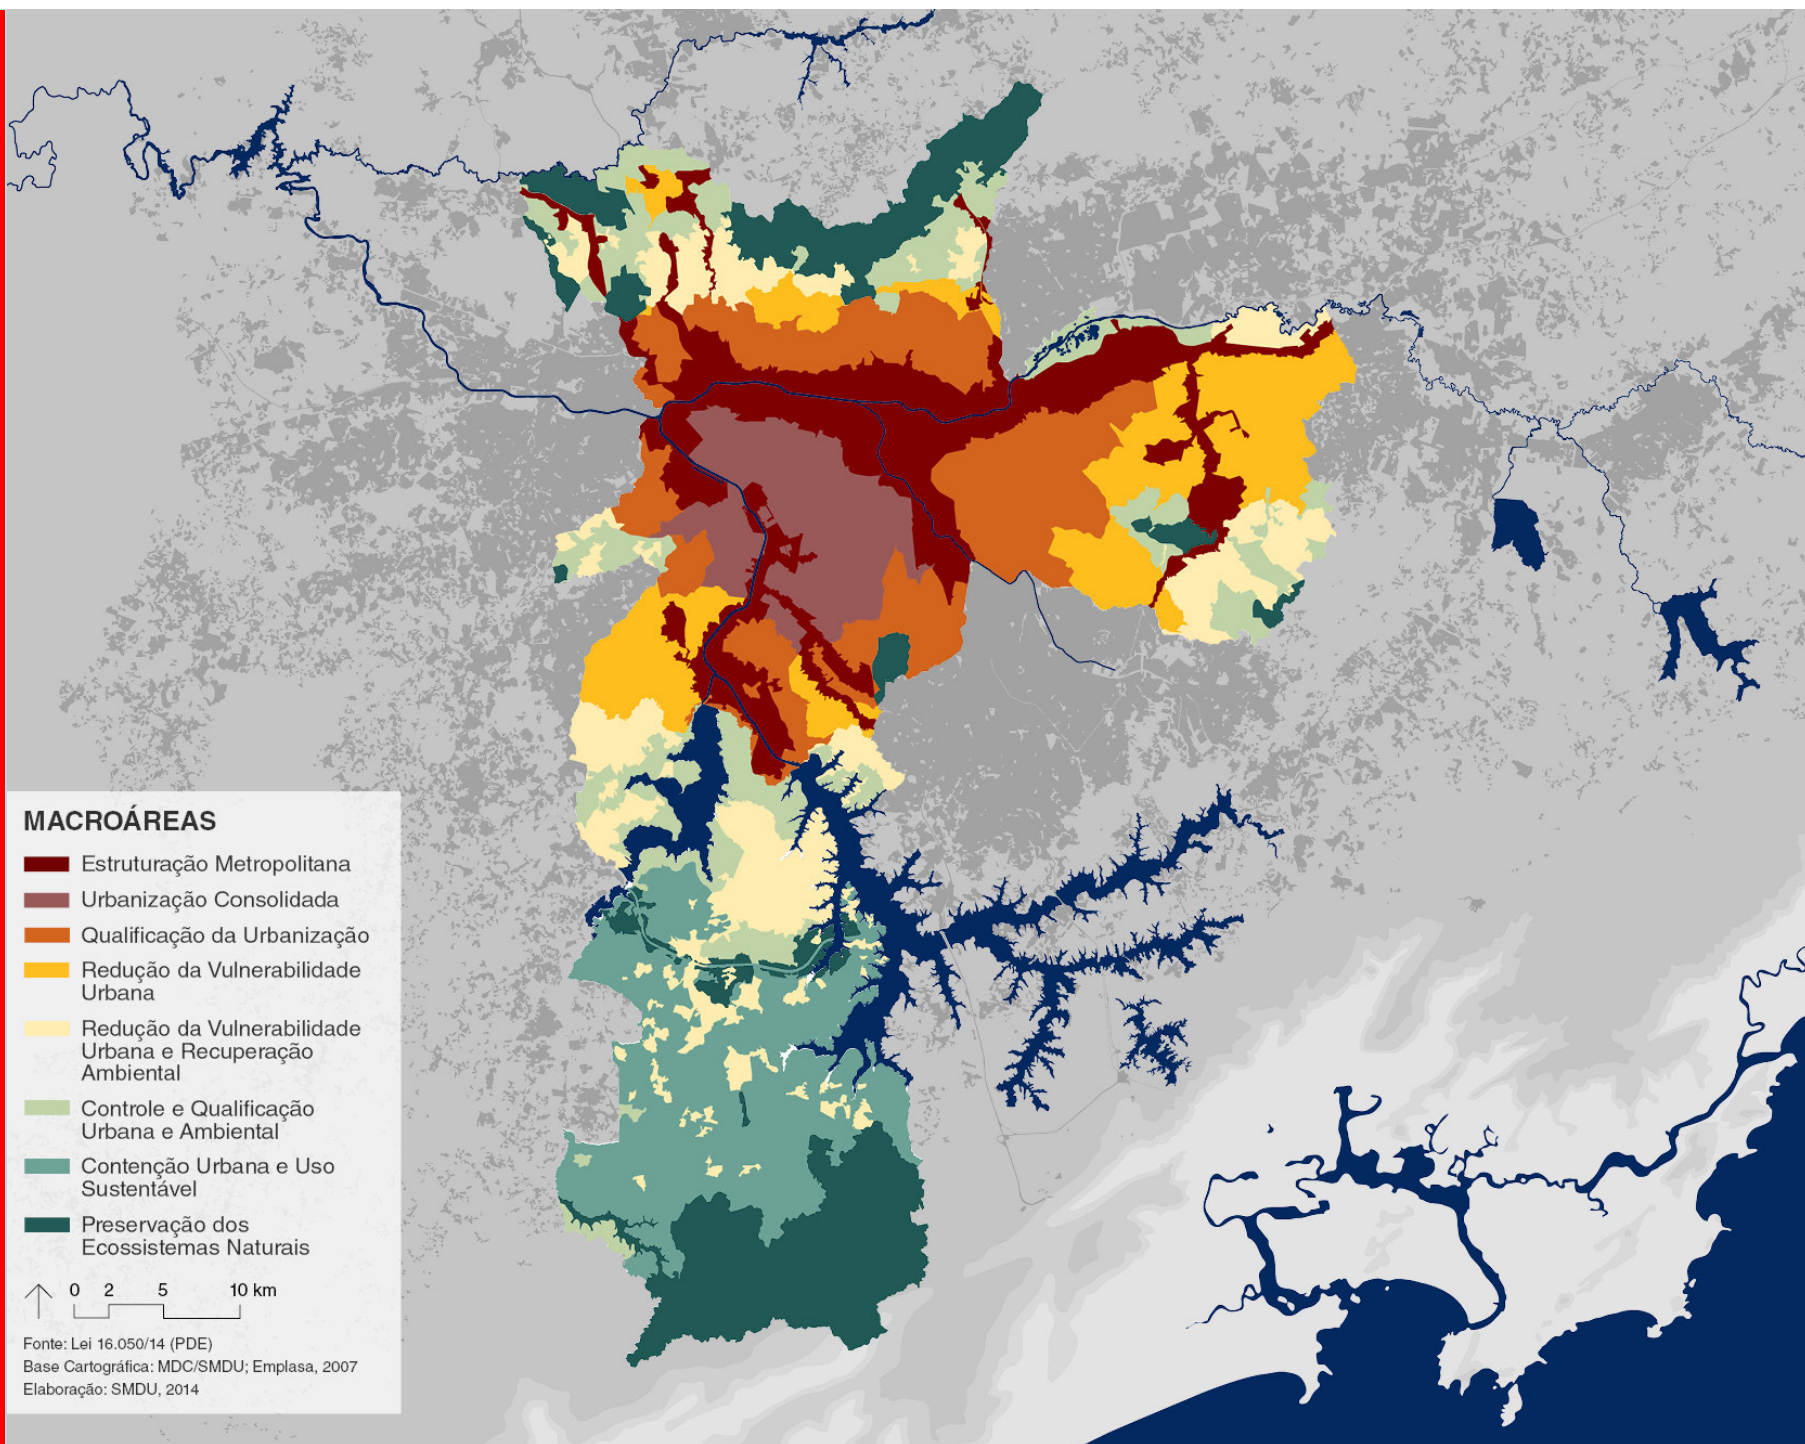 MACROÁREAS
Estruturação Metropolitana
Urbanização Consolidada
Qualificação da Urbanização
Redução da Vulnerabilidade
Urbana
Redução da Vulnerabilidade
Urbana e Recuperação
Ambiental
Controle e Qualificação
Urbana e Ambiental
Contenção Urbana e Uso
Sustentável
Preservação dos
Ecossistemas Naturais
0 2 5 10 km
Fonte: Lei 16.050/14 (PDE)
Base Cartográfica: MDC/SMDU; Emplasa, 2007
Elaboração: SMDU, 2014